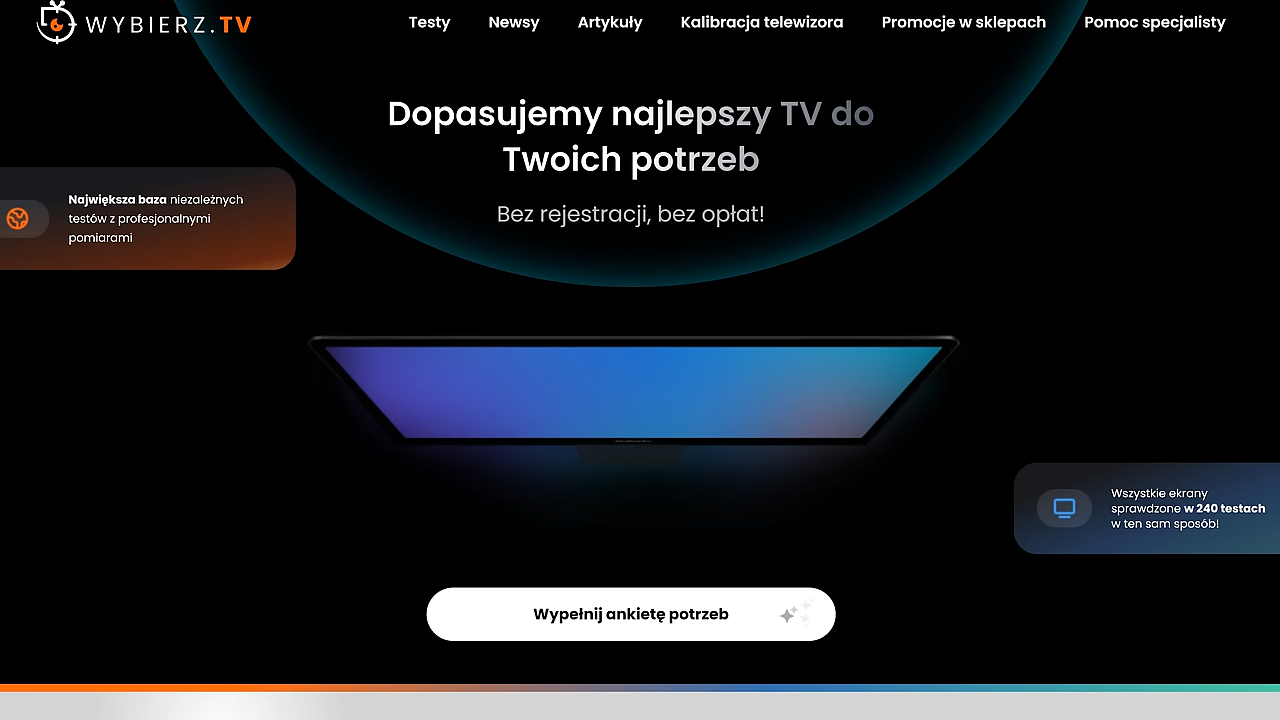 WYBIERZ.TV
Testy Newsy Artykuły Kalibracja telewizora Promocje w sklepach Pomoc specjalisty
Dopasujemy najlepszy TV do
Twoich potrzeb
Bez rejestracji, bez opłat!
Największa baza niezależnych
testów z profesjonalnymi
pomiarami
Wszystkie ekrany
sprawdzone w 240 testach
w ten sam sposób!
Wypełnij ankietę potrzeb